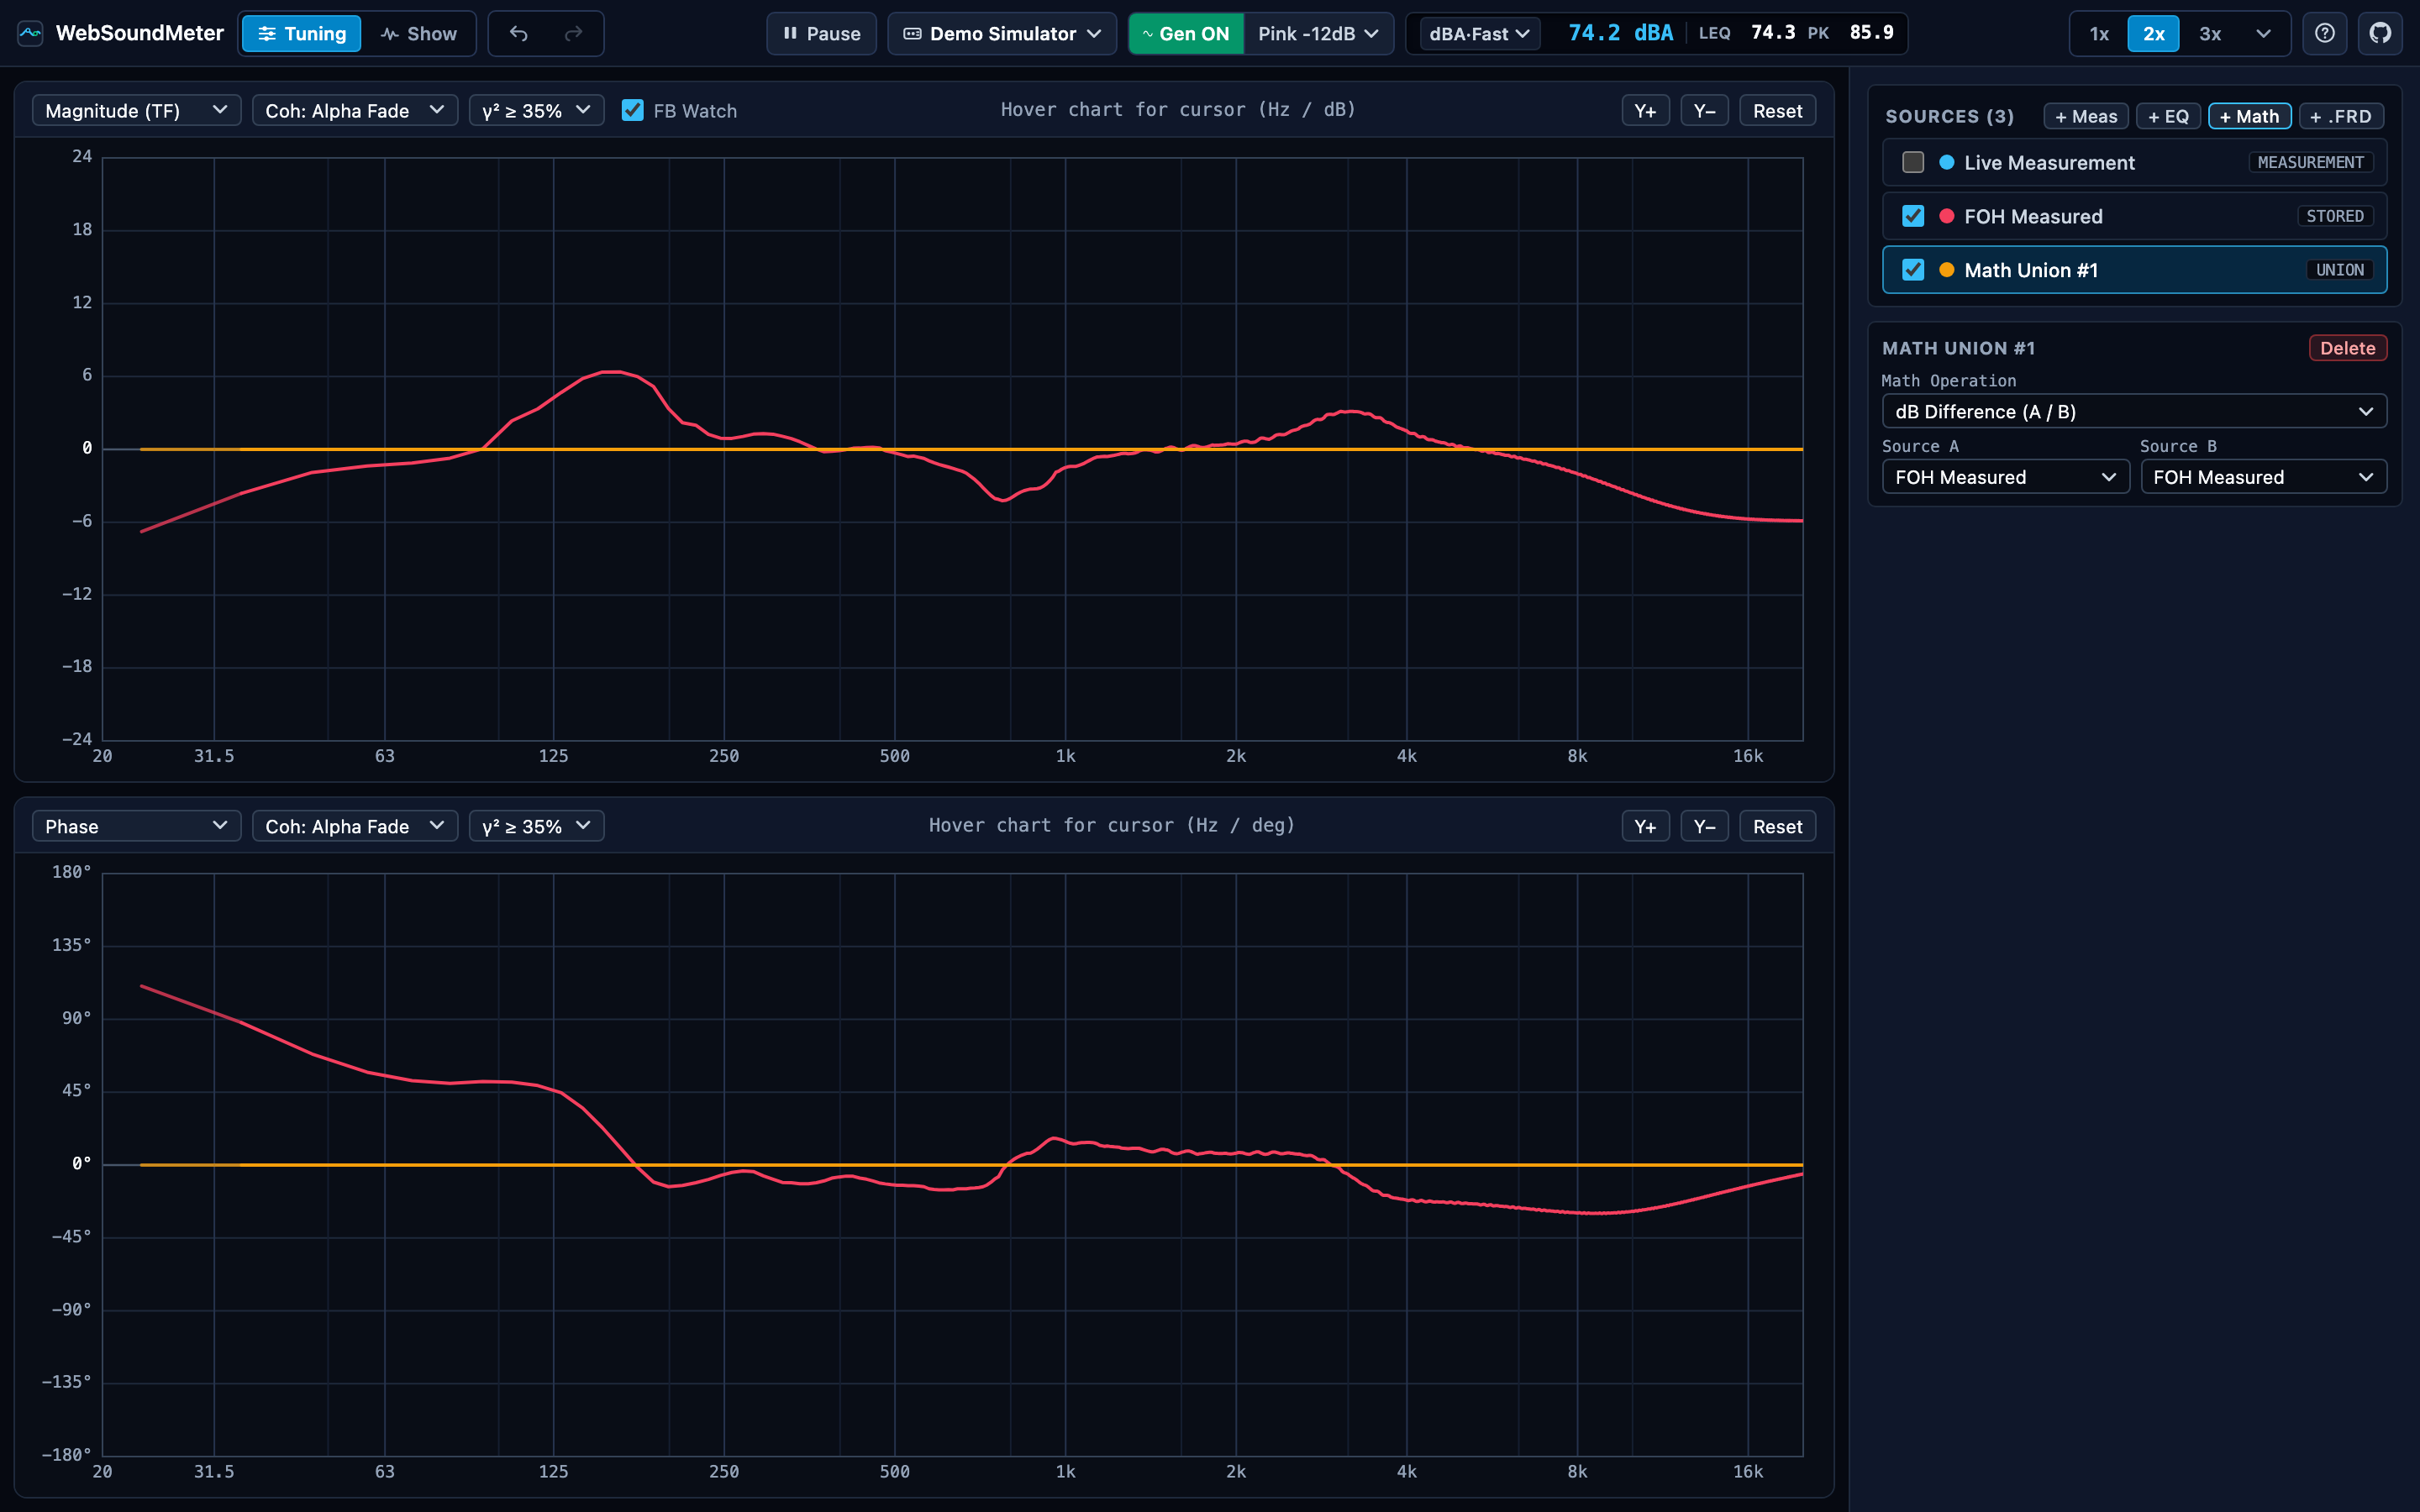 WebSoundMeter Tuning Show Pause Demo Simulator ~ Gen ON Pink -12dB dBA·Fast 74.2 dBA LEQ 74.3 PK 85.9 1x 2x 3x
Magnitude (TF) Coh: Alpha Fade γ² ≥ 35% FB Watch Hover chart for cursor (Hz / dB) Y+ Y− Reset
24
18
12
6
0
−6
−12
−18
−24
20 31.5 63 125 250 500 1k 2k 4k 8k 16k
Phase Coh: Alpha Fade γ² ≥ 35% Hover chart for cursor (Hz / deg) Y+ Y− Reset
180°
135°
90°
45°
0°
−45°
−90°
−135°
−180°
20 31.5 63 125 250 500 1k 2k 4k 8k 16k
SOURCES (3) + Meas + EQ + Math + .FRD
Live Measurement MEASUREMENT
FOH Measured STORED
Math Union #1 UNION
MATH UNION #1 Delete
Math Operation
dB Difference (A / B)
Source A Source B
FOH Measured FOH Measured